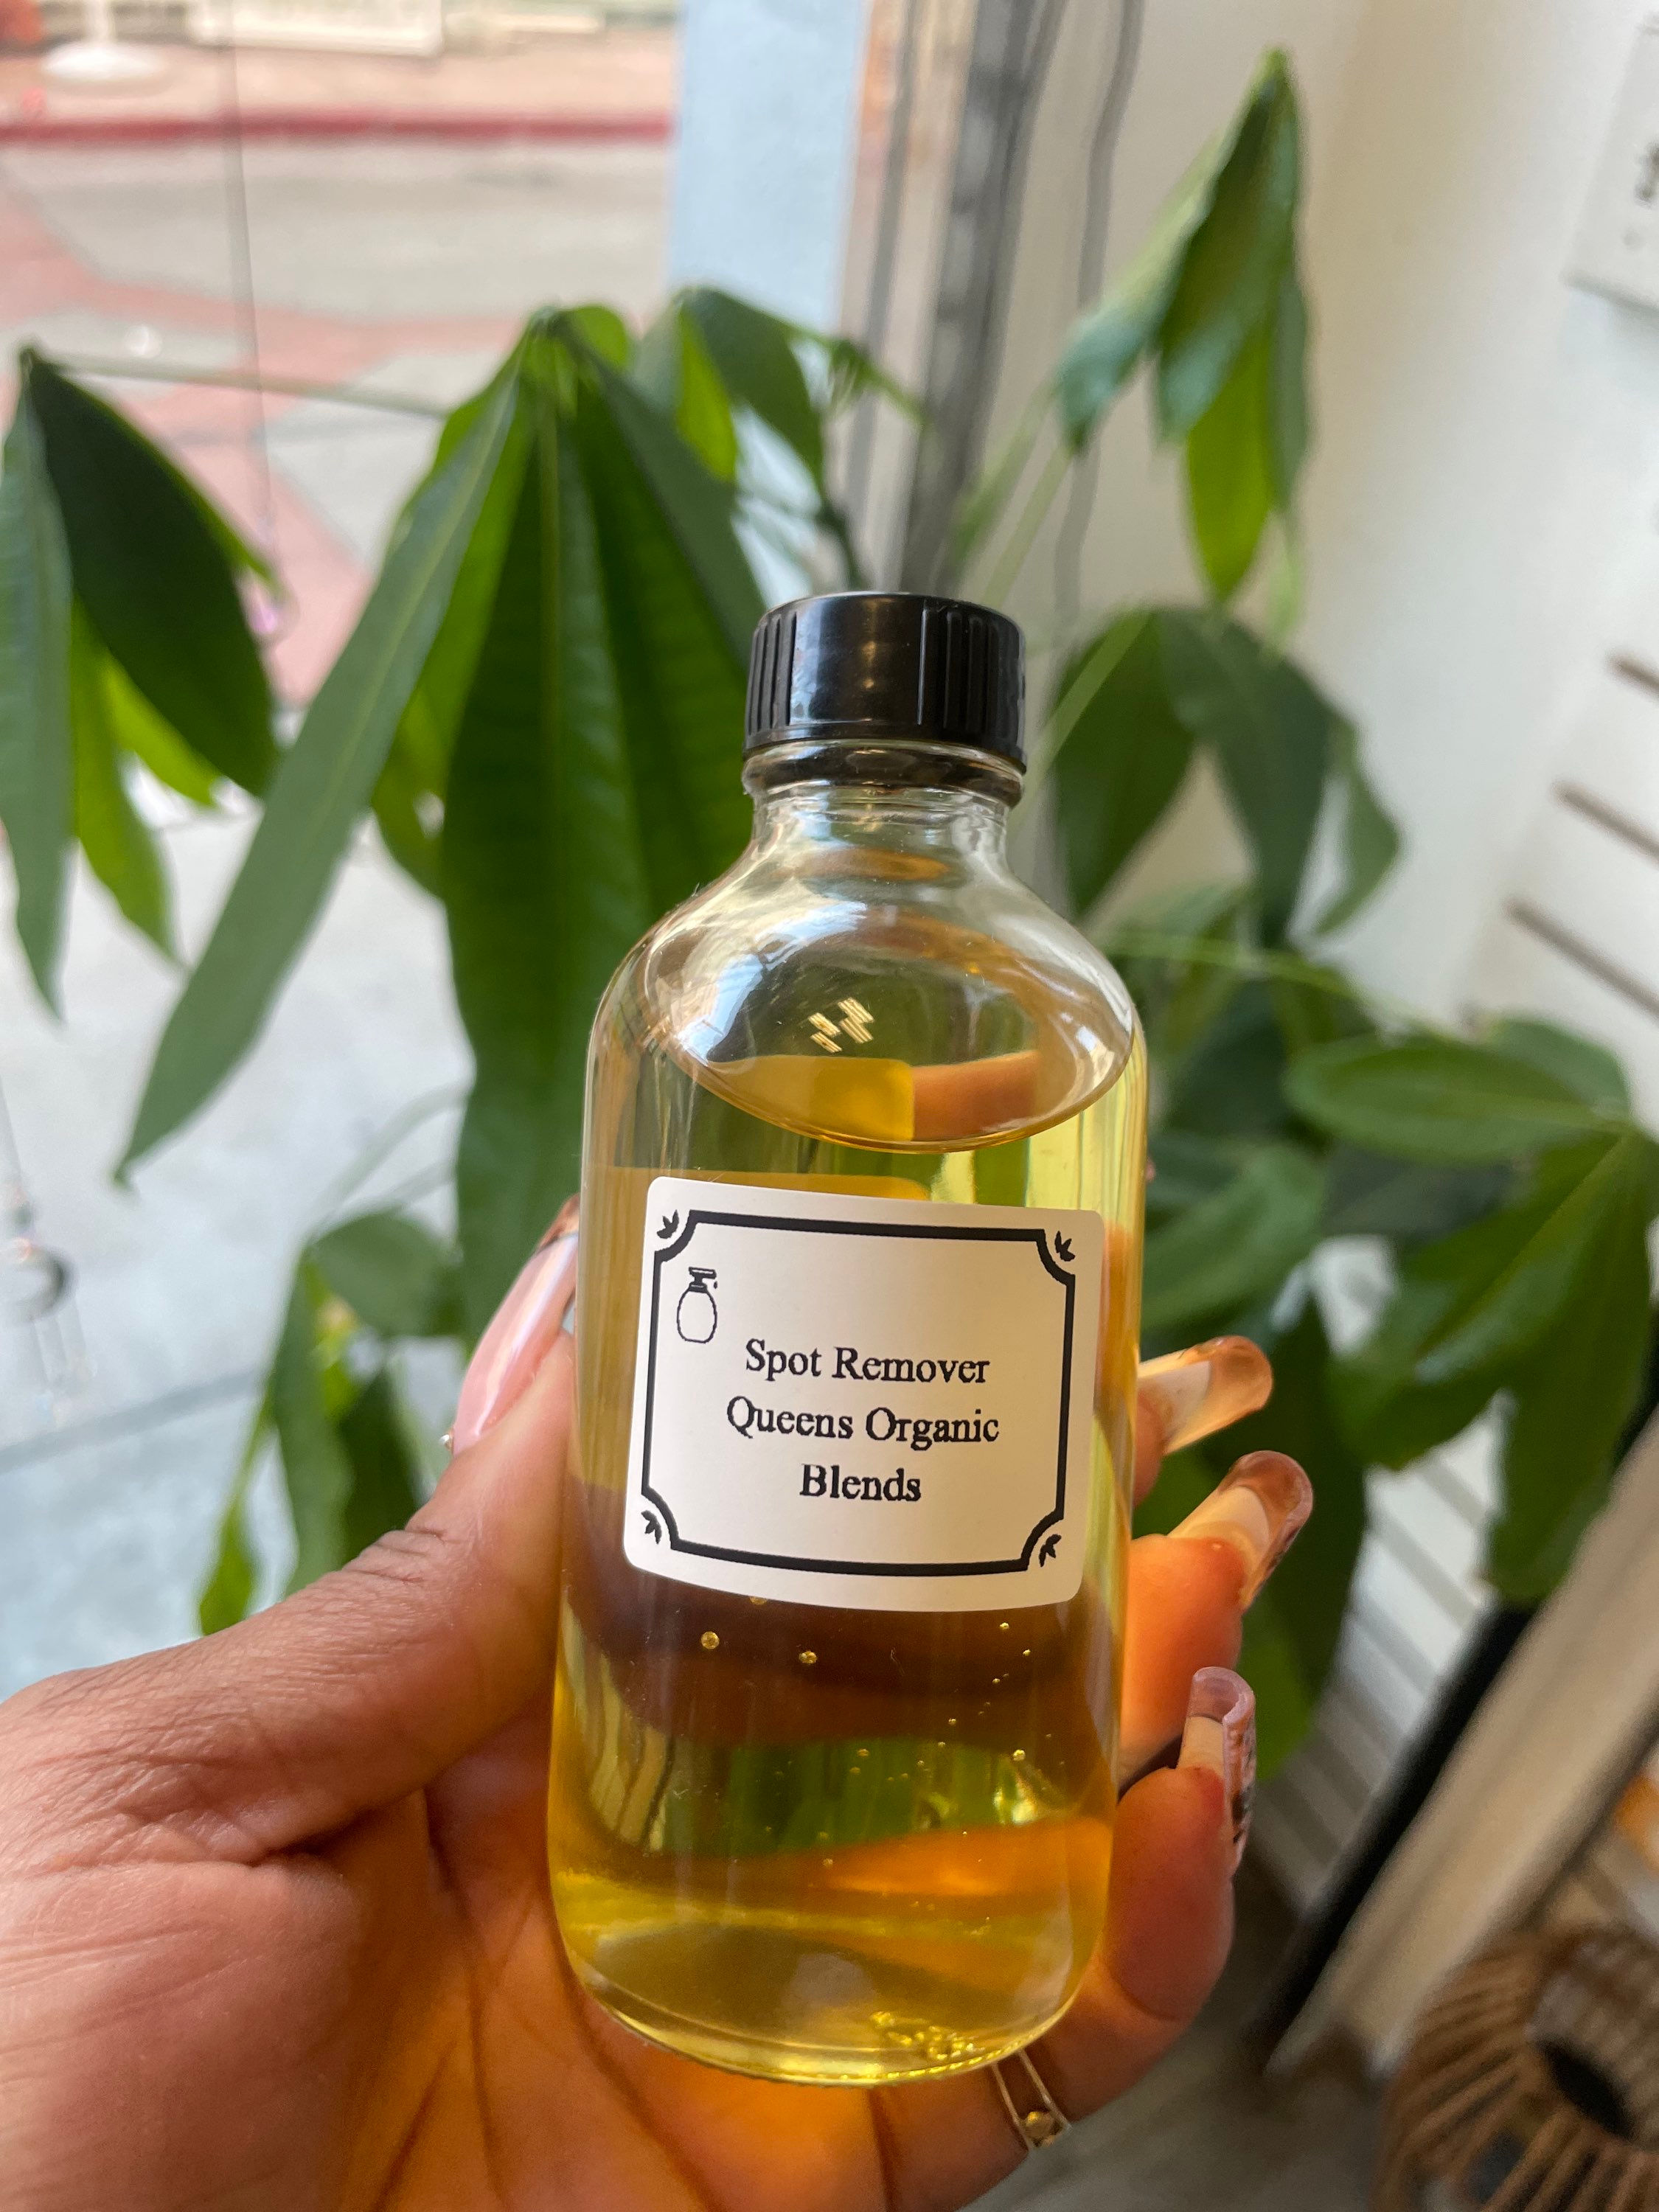 Spot Remover
Queens Organic
Blends